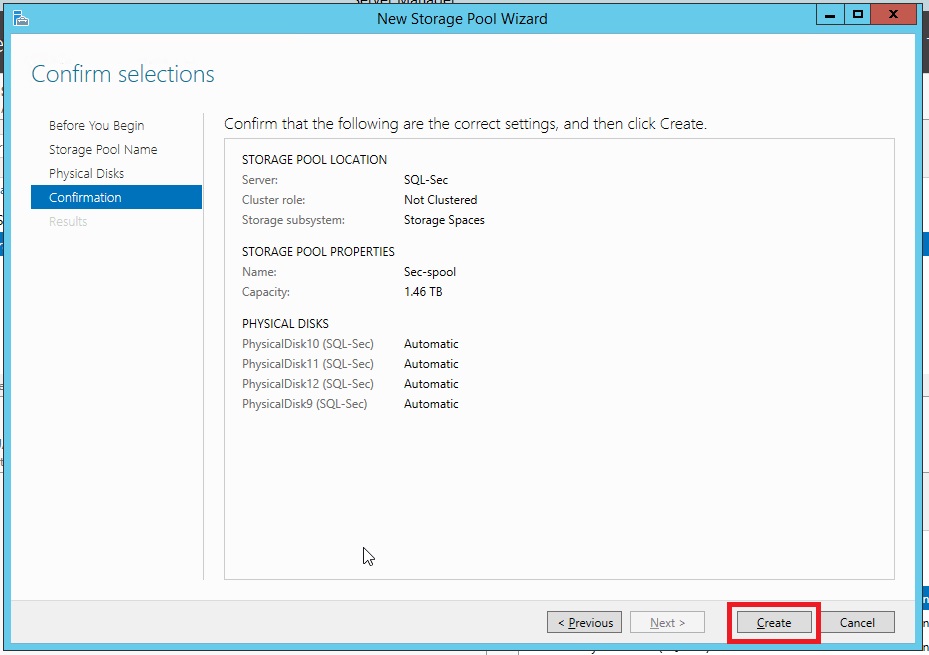 New Storage Pool Wizard
Confirm selections
Before You Begin
Storage Pool Name
Physical Disks
Confirmation
Results
Confirm that the following are the correct settings, and then click Create.
STORAGE POOL LOCATION
Server: SQL-Sec
Cluster role: Not Clustered
Storage subsystem: Storage Spaces
STORAGE POOL PROPERTIES
Name: Sec-spool
Capacity: 1.46 TB
PHYSICAL DISKS
PhysicalDisk10 (SQL-Sec) Automatic
PhysicalDisk11 (SQL-Sec) Automatic
PhysicalDisk12 (SQL-Sec) Automatic
PhysicalDisk9 (SQL-Sec) Automatic
< Previous Next > Create Cancel